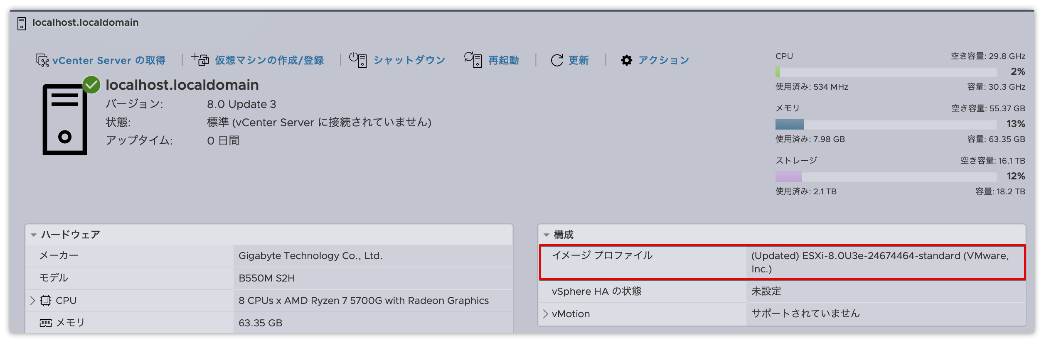 localhost.localdomain
vCenter Server の取得 仮想マシンの作成/登録 シャットダウン 再起動 更新 アクション
localhost.localdomain
バージョン: 8.0 Update 3
状態: 標準 (vCenter Server に接続されていません)
アップタイム: 0 日間
CPU 空き容量: 29.8 GHz
2%
使用済み: 534 MHz 容量: 30.3 GHz
メモリ 空き容量: 55.37 GB
13%
使用済み: 7.98 GB 容量: 63.35 GB
ストレージ 空き容量: 16.1 TB
12%
使用済み: 2.1 TB 容量: 18.2 TB
ハードウェア
メーカー Gigabyte Technology Co., Ltd.
モデル B550M S2H
CPU 8 CPUs x AMD Ryzen 7 5700G with Radeon Graphics
メモリ 63.35 GB
構成
イメージ プロファイル (Updated) ESXi-8.0U3e-24674464-standard (VMware,
Inc.)
vSphere HA の状態 未設定
vMotion サポートされていません